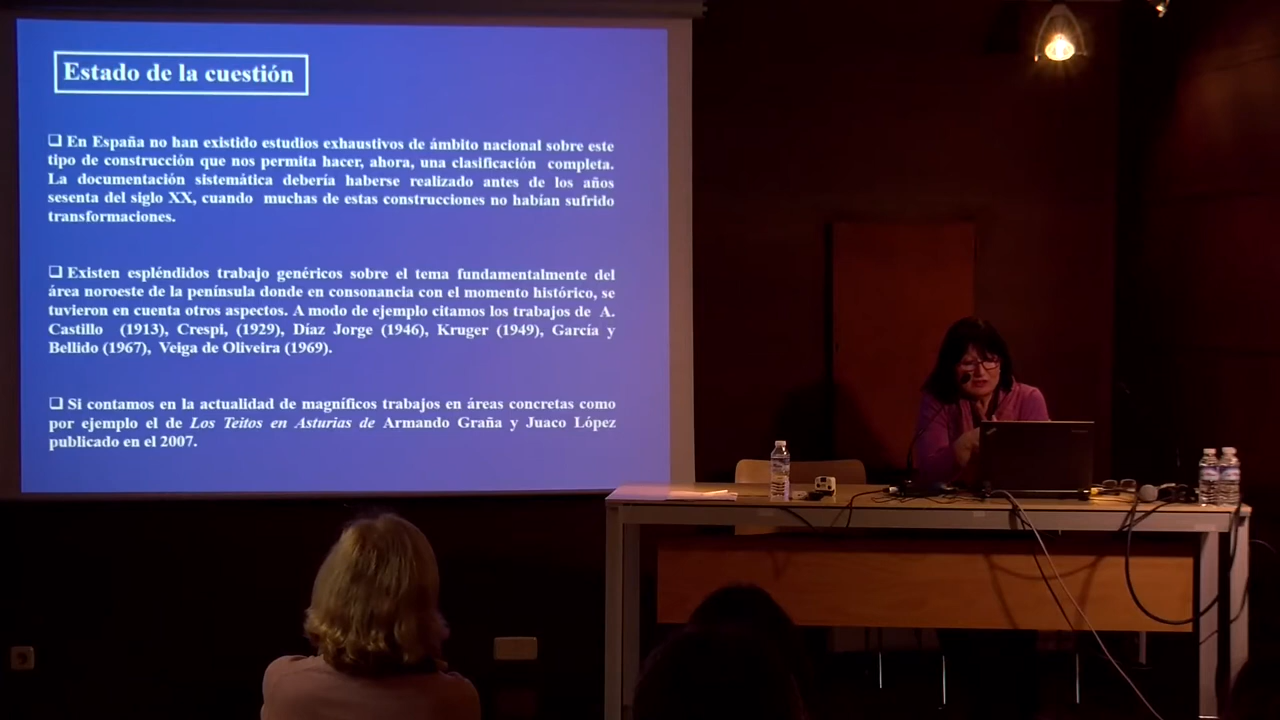 Estado de la cuestión
❑ En España no han existido estudios exhaustivos de ámbito nacional sobre este
tipo de construcción que nos permita hacer, ahora, una clasificación completa.
La documentación sistemática debería haberse realizado antes de los años
sesenta del siglo XX, cuando muchas de estas construcciones no habían sufrido
transformaciones.
❑ Existen espléndidos trabajo genéricos sobre el tema fundamentalmente del
área noroeste de la península donde en consonancia con el momento histórico, se
tuvieron en cuenta otros aspectos. A modo de ejemplo citamos los trabajos de A.
Castillo (1913), Crespi, (1929), Díaz Jorge (1946), Kruger (1949), García y
Bellido (1967), Veiga de Oliveira (1969).
❑ Si contamos en la actualidad de magníficos trabajos en áreas concretas como
por ejemplo el de Los Teitos en Asturias de Armando Graña y Juaco López
publicado en el 2007.